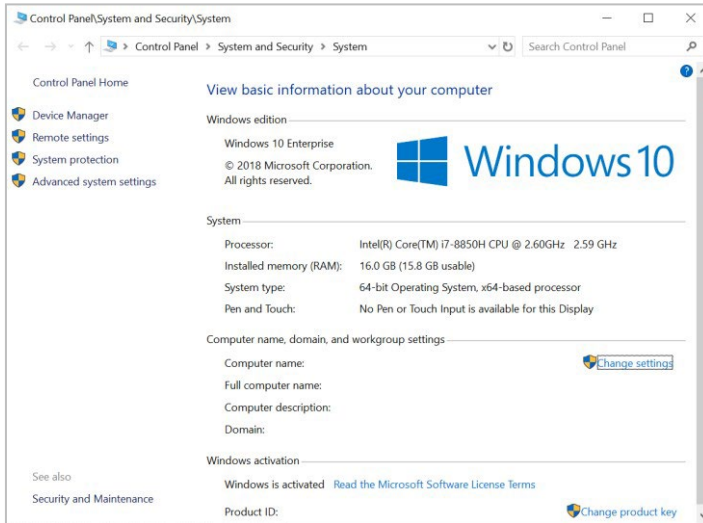 Control Panel\System and Security\System
Control Panel > System and Security > System
Search Control Panel
?
Control Panel Home
Device Manager
Remote settings
System protection
Advanced system settings
View basic information about your computer
Windows edition
Windows 10 Enterprise
© 2018 Microsoft Corporation.
All rights reserved.
Windows 10
System
Processor: Intel(R) Core(TM) i7-8850H CPU @ 2.60GHz 2.59 GHz
Installed memory (RAM): 16.0 GB (15.8 GB usable)
System type: 64-bit Operating System, x64-based processor
Pen and Touch: No Pen or Touch Input is available for this Display
Computer name, domain, and workgroup settings
Computer name: Change settings
Full computer name:
Computer description:
Domain:
Windows activation
Windows is activated Read the Microsoft Software License Terms
Product ID: Change product key
See also
Security and Maintenance